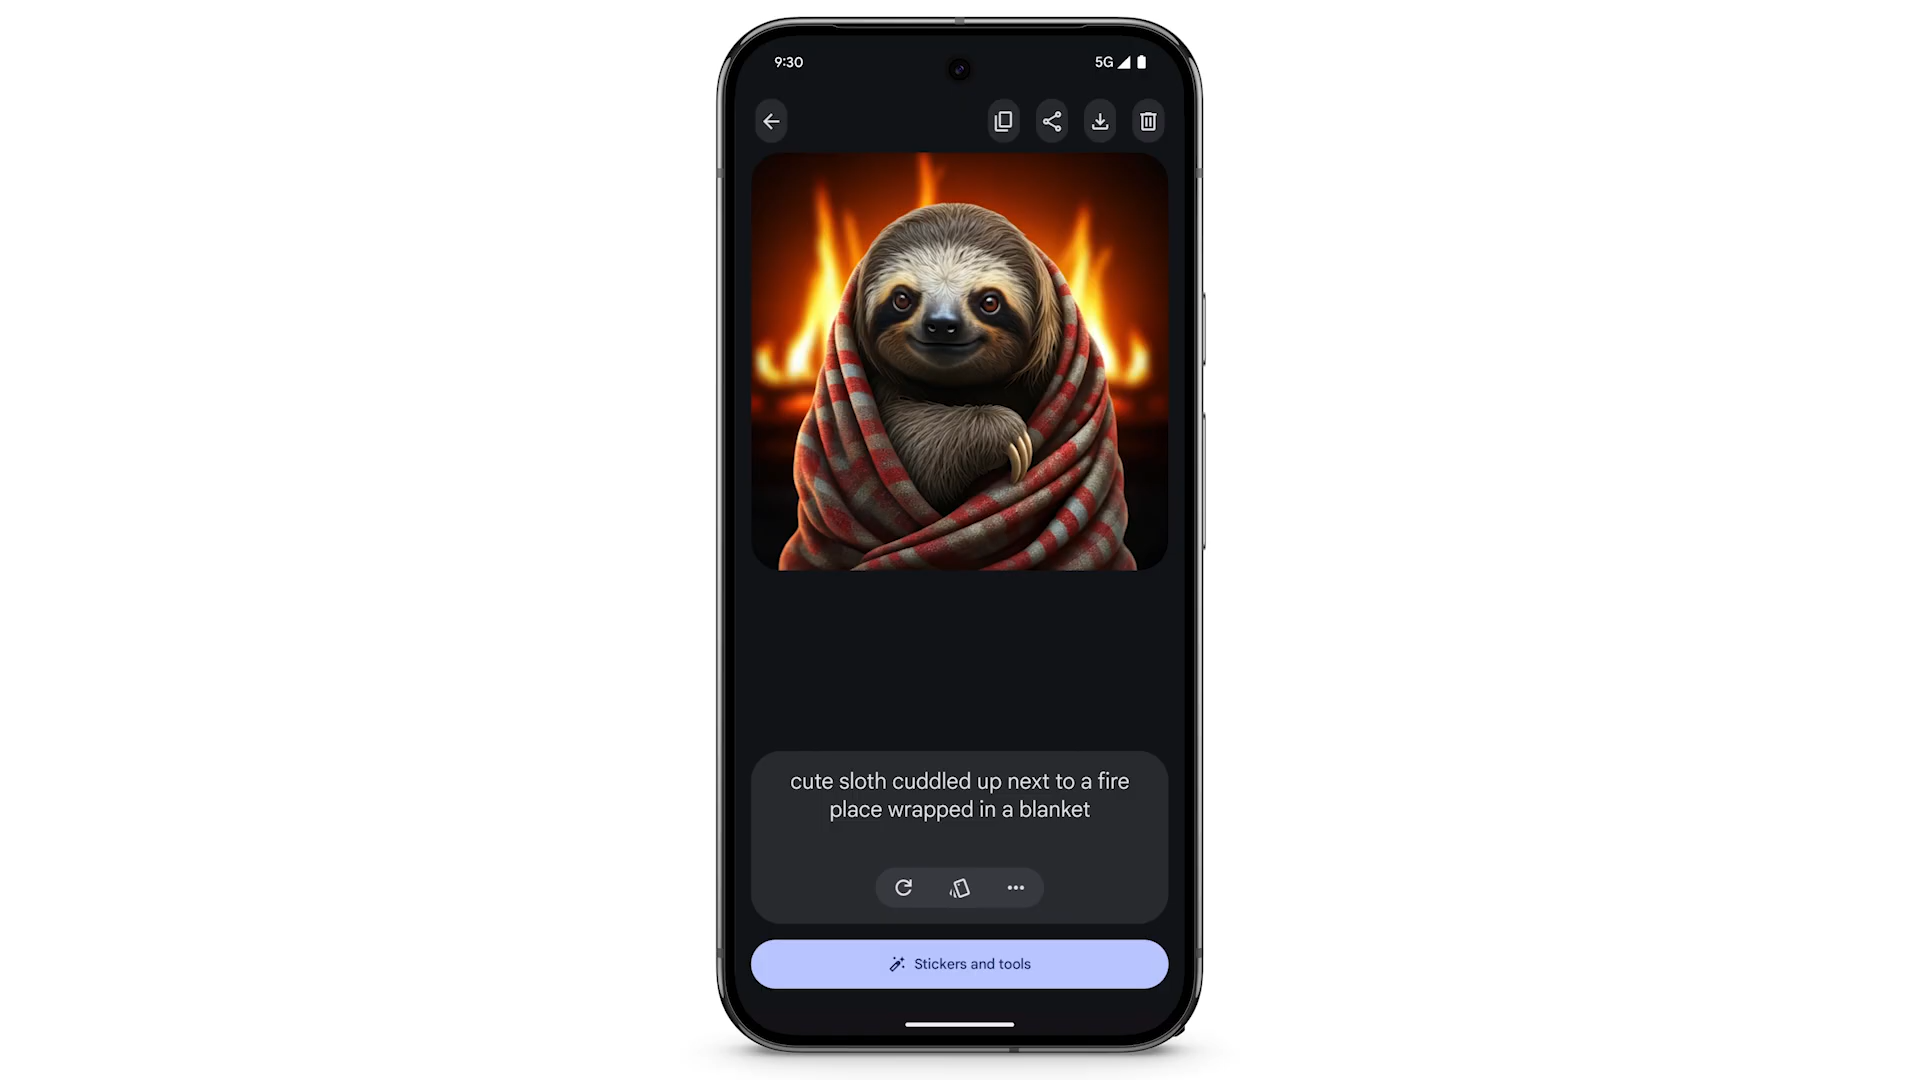 9:30
5G
cute sloth cuddled up next to a fire
place wrapped in a blanket
Stickers and tools